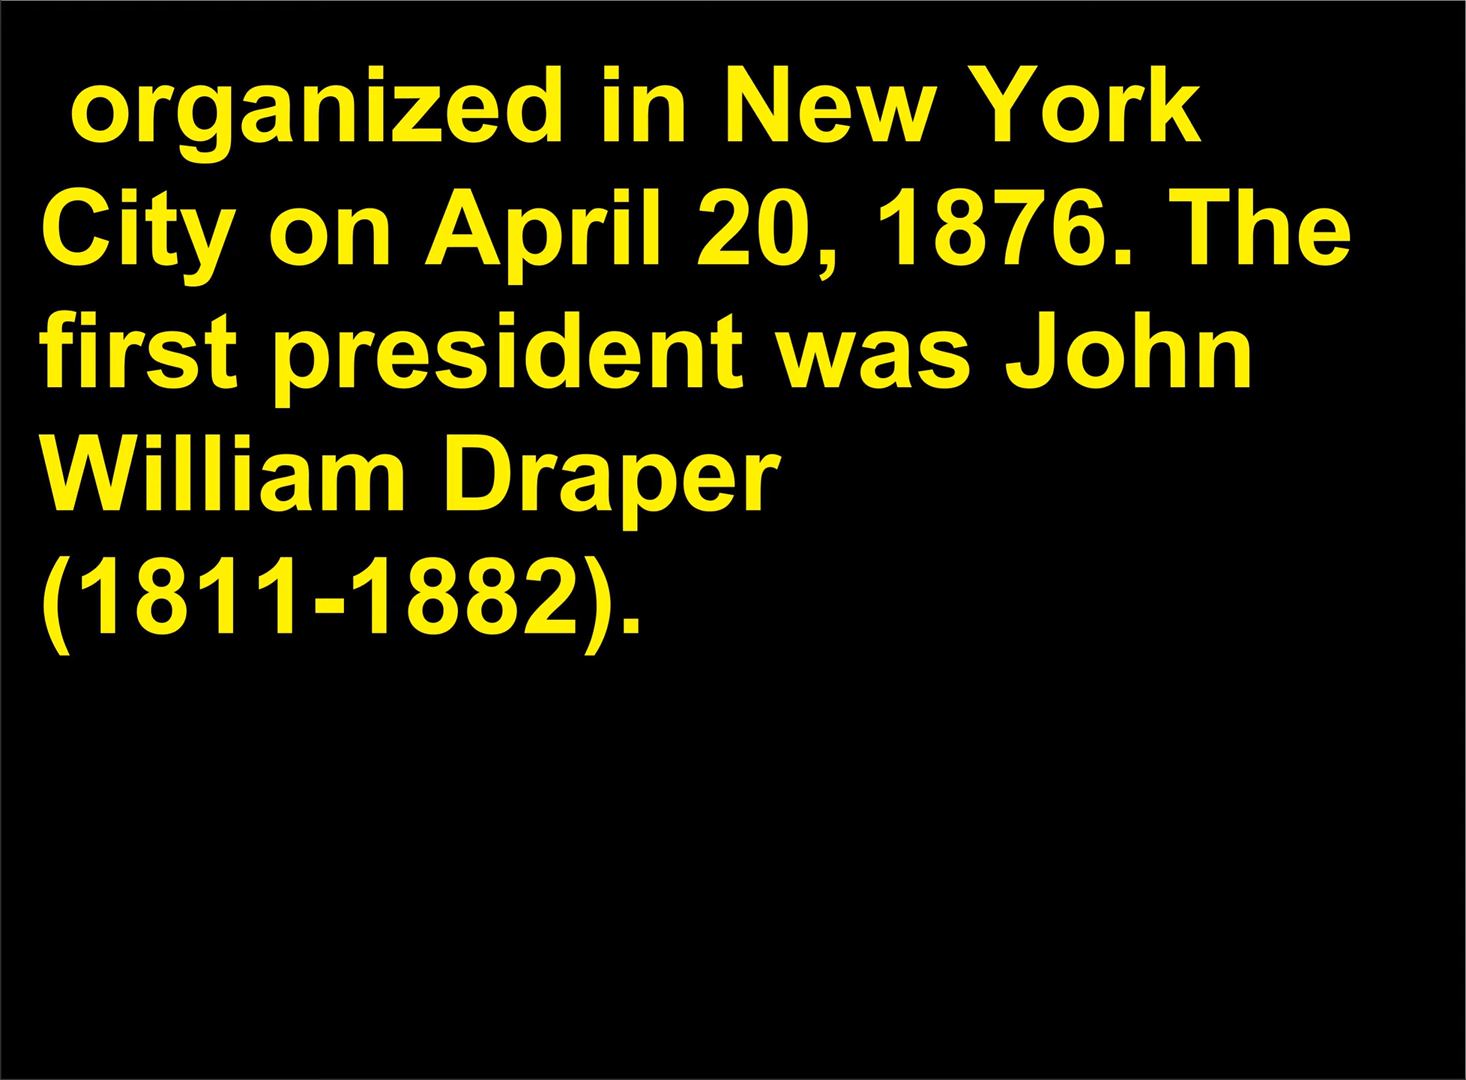 organized in New York
City on April 20, 1876. The
first president was John
William Draper
(1811-1882).